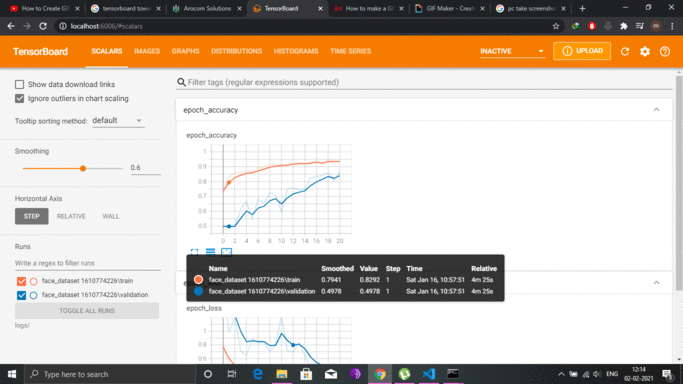 How to Create GIF
tensorboard towar
Arocom Solutions
TensorBoard
How to make a GI
GIF Maker - Creat
pc take screensho
localhost:6006/#scalars
TensorBoard
SCALARS
IMAGES
GRAPHS
DISTRIBUTIONS
HISTOGRAMS
TIME SERIES
INACTIVE
UPLOAD
Show data download links
Ignore outliers in chart scaling
Tooltip sorting method: default
Smoothing
0.6
Horizontal Axis
STEP
RELATIVE
WALL
Runs
Write a regex to filter runs
face_dataset 1610774226\train
face_dataset 1610774226\validation
TOGGLE ALL RUNS
logs/
Filter tags (regular expressions supported)
epoch_accuracy
epoch_accuracy
1
0.9
0.8
0.7
0.6
0.5
0 2 4 6 8 10 12 14 16 18 20
Name Smoothed Value Step Time Relative
face_dataset 1610774226\train 0.7941 0.8292 1 Sat Jan 16, 10:57:51 4m 25s
face_dataset 1610774226\validation 0.4978 0.4978 1 Sat Jan 16, 10:57:51 4m 25s
epoch_loss
1
0.8
0.6
Type here to search
ENG
12:14
02-02-2021